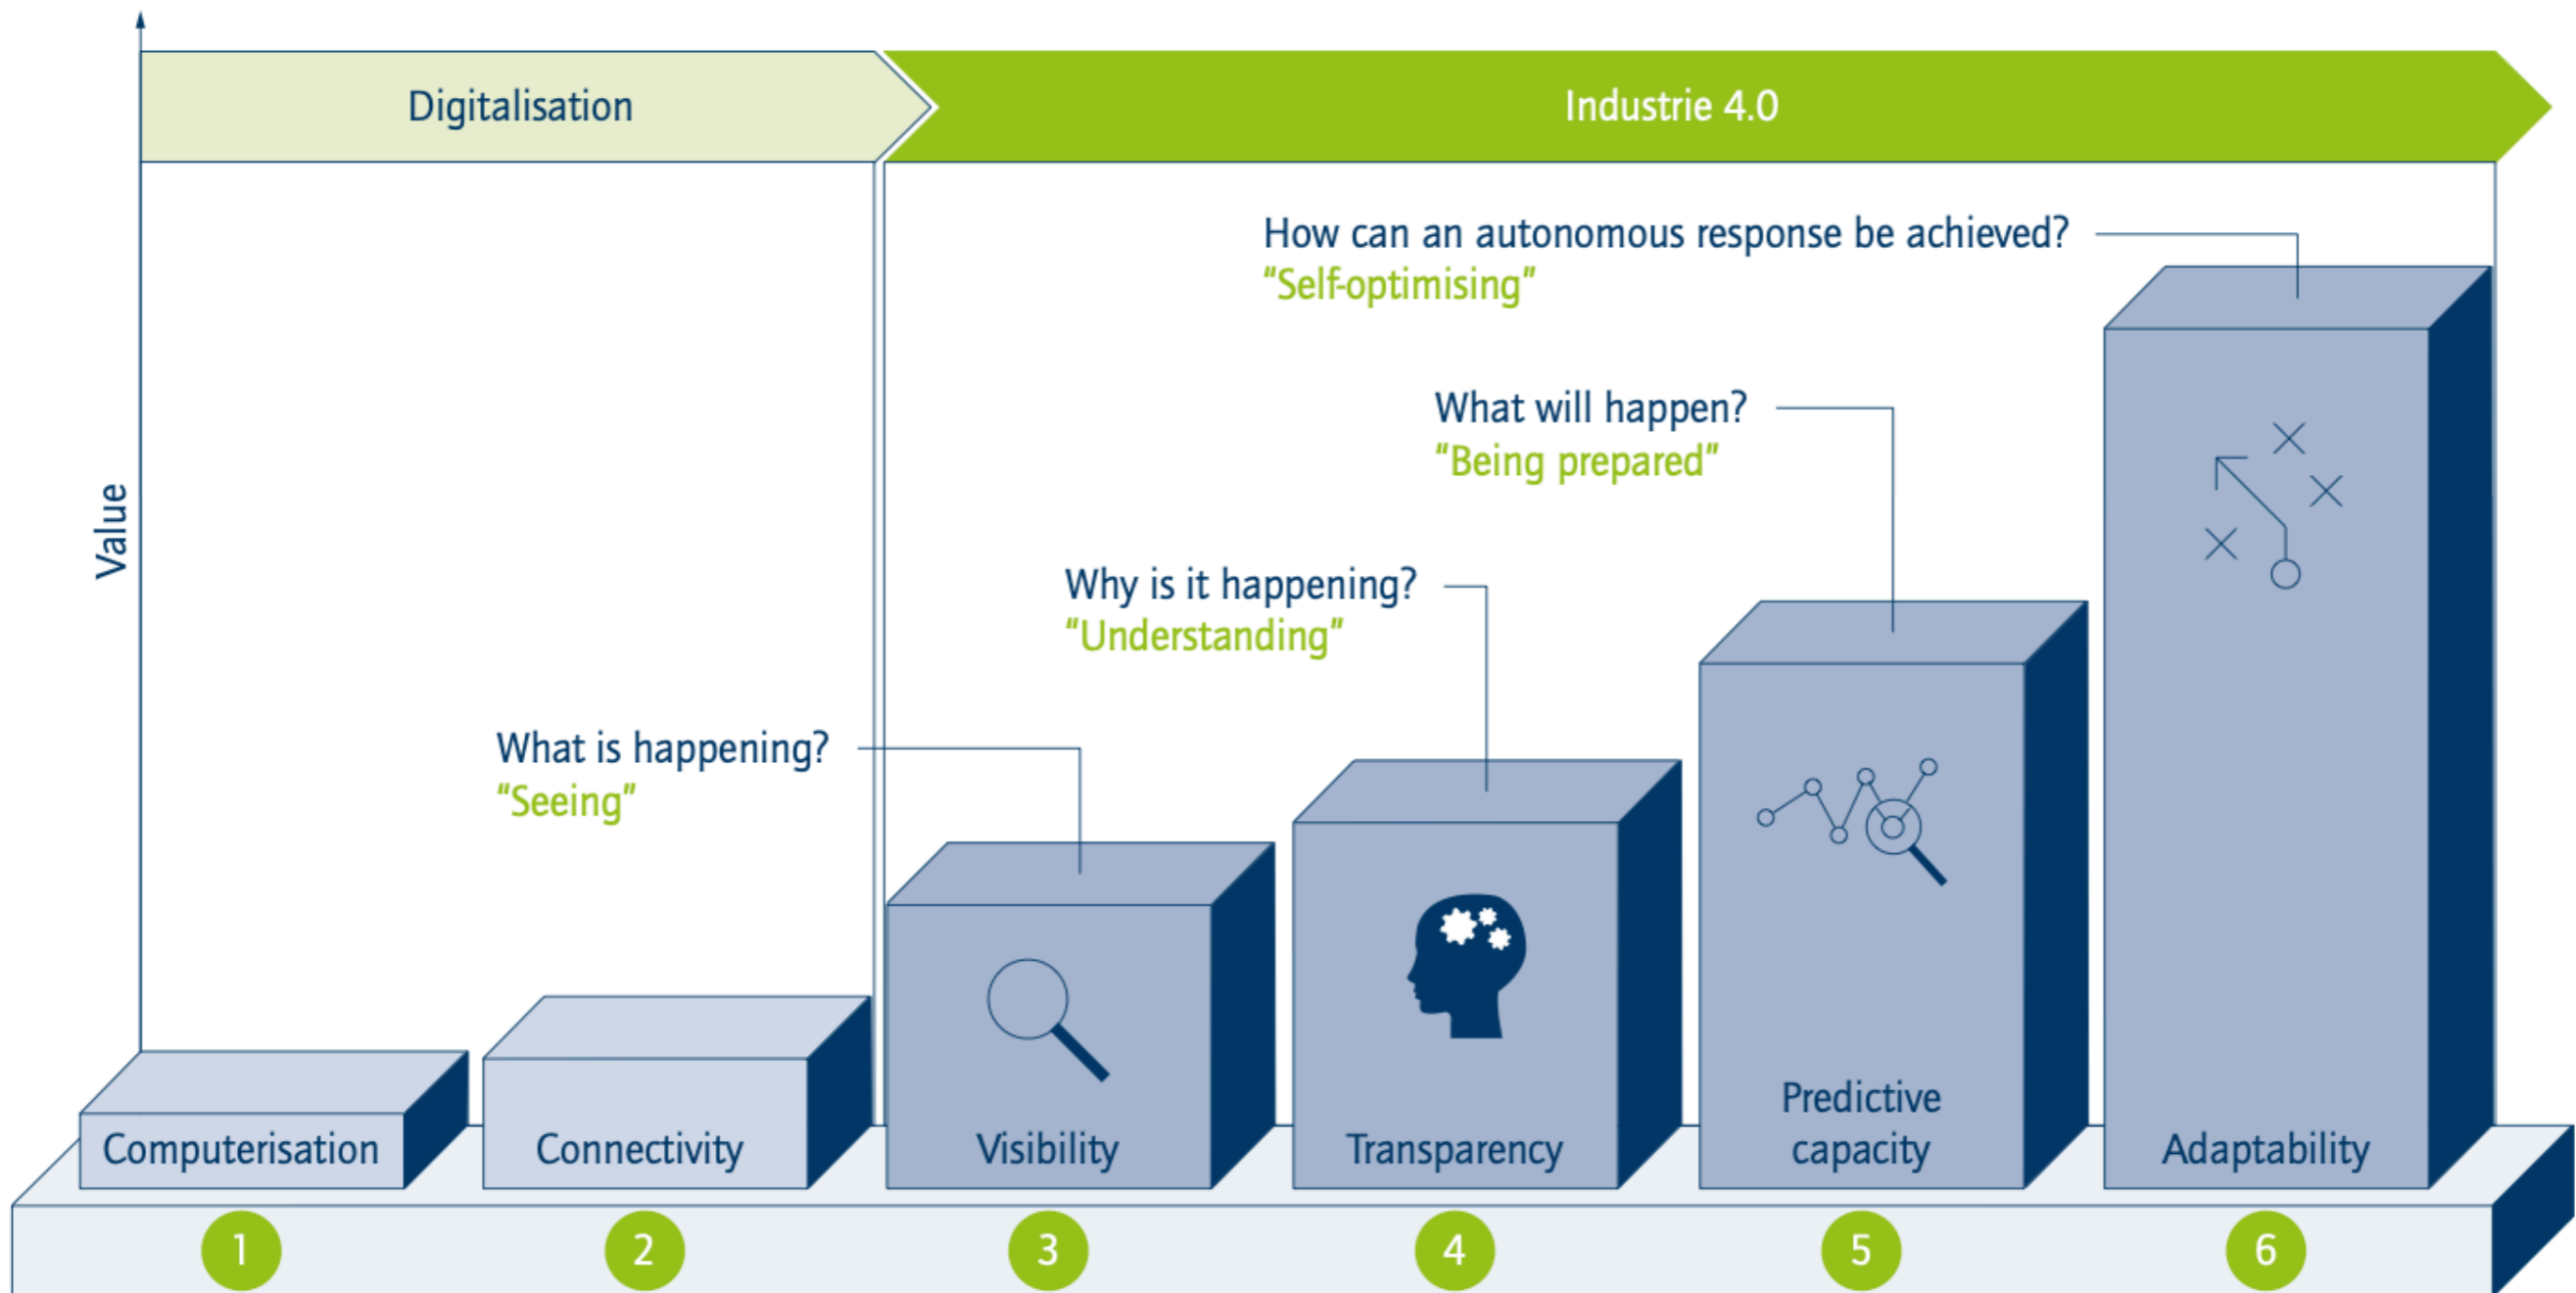 Digitalisation
Industrie 4.0
How can an autonomous response be achieved?
“Self-optimising”
What will happen?
“Being prepared”
Value
Why is it happening?
“Understanding”
What is happening?
“Seeing”
Computerisation
Connectivity
Visibility
Transparency
Predictive
capacity
Adaptability
1
2
3
4
5
6